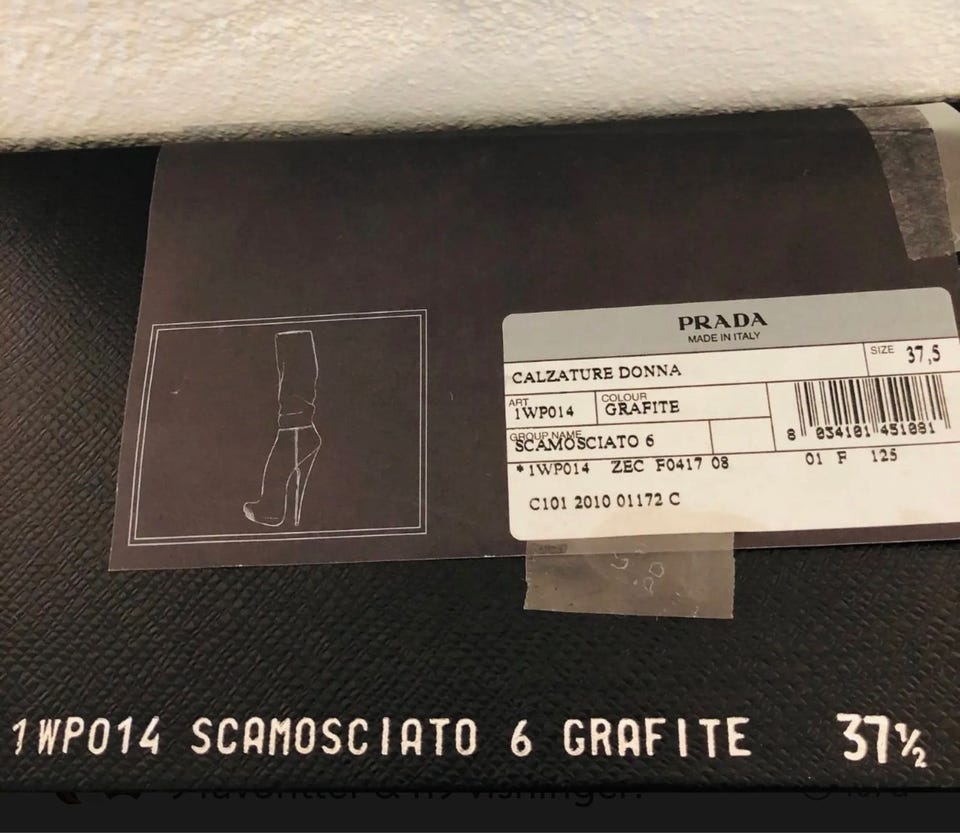 PRADA
MADE IN ITALY
SIZE 37,5
CALZATURE DONNA
ART COLOUR
1WP014 GRAFITE
GROUP NAME
SCAMOSCIATO 6
8 034101 451081
*1WP014 ZEC F0417 08 01 F 125
C101 2010 01172 C
1WP014 SCAMOSCIATO 6 GRAFITE 37½